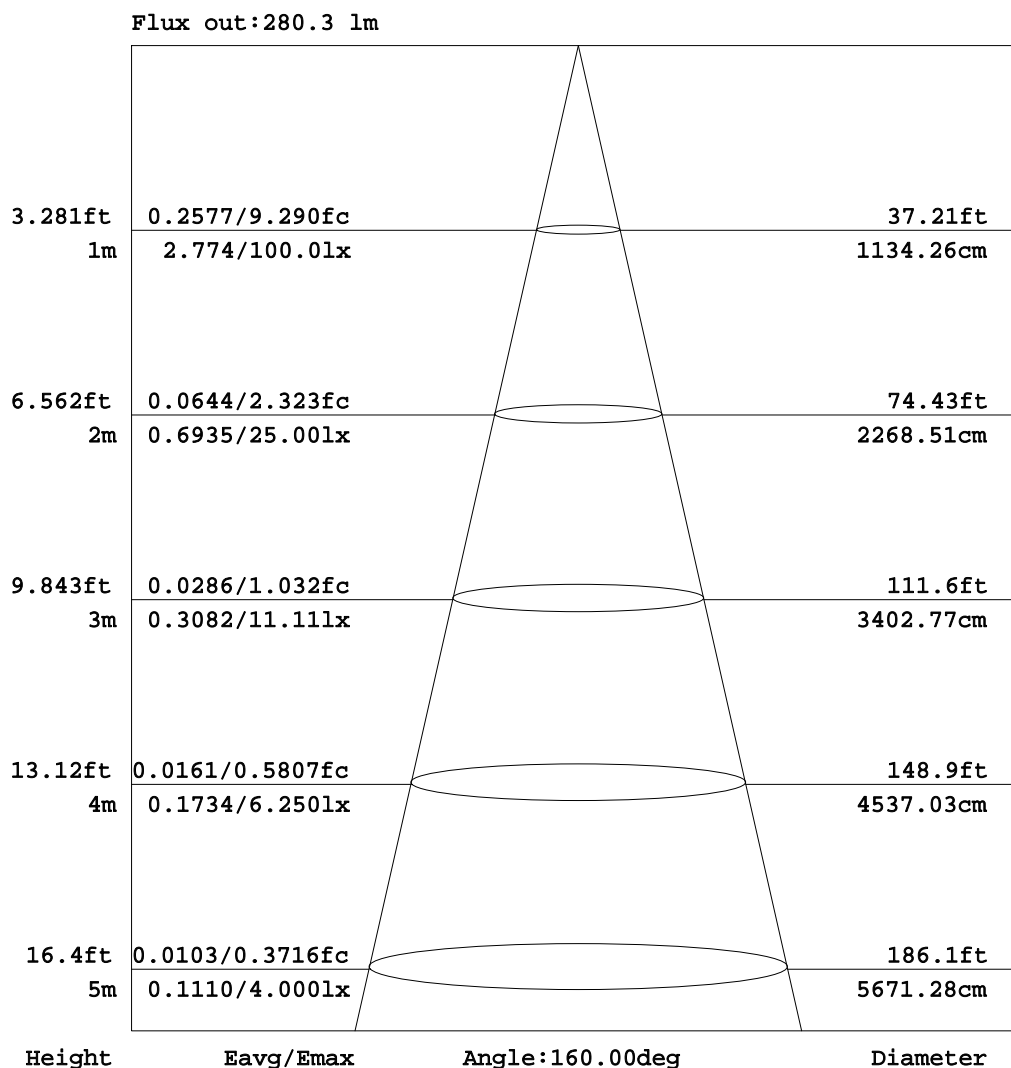 Flux out:280.3 lm
3.281ft 0.2577/9.290fc 37.21ft
1m 2.774/100.0lx 1134.26cm
6.562ft 0.0644/2.323fc 74.43ft
2m 0.6935/25.00lx 2268.51cm
9.843ft 0.0286/1.032fc 111.6ft
3m 0.3082/11.11lx 3402.77cm
13.12ft 0.0161/0.5807fc 148.9ft
4m 0.1734/6.250lx 4537.03cm
16.4ft 0.0103/0.3716fc 186.1ft
5m 0.1110/4.000lx 5671.28cm
Height Eavg/Emax Angle:160.00deg Diameter